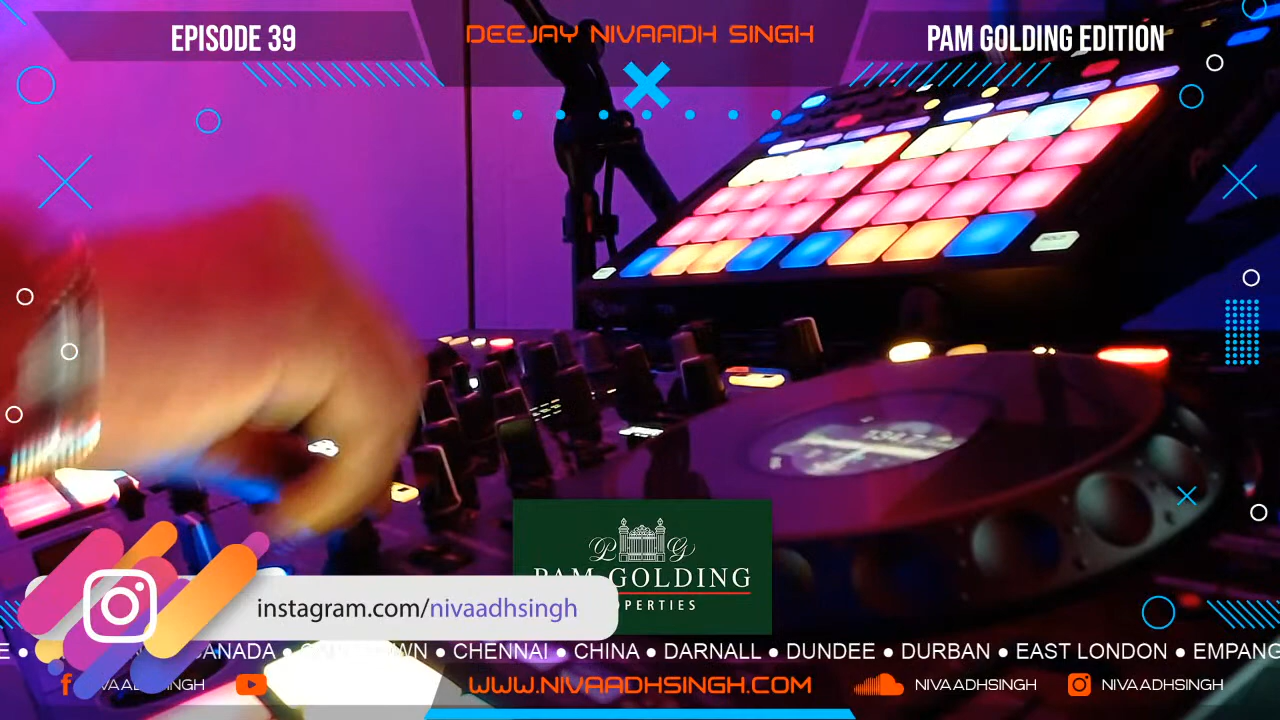 EPISODE 39
DEEJAY NIVAADH SINGH
PAM GOLDING EDITION
P G
PAM GOLDING
instagram.com/nivaadhsingh
CANADA ● ● CHENNAI ● CHINA ● DARNALL ● DUNDEE ● DURBAN ● EAST LONDON ● EMPANG
WWW.NIVAADHSINGH.COM
NIVAADHSINGH
NIVAADHSINGH